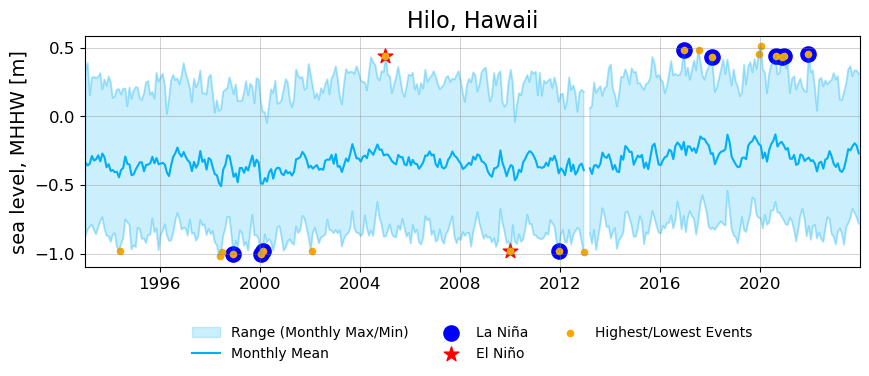 Hilo, Hawaii
sea level, MHHW [m]
0.5
0.0
−0.5
−1.0
1996 2000 2004 2008 2012 2016 2020
Range (Monthly Max/Min) La Niña Highest/Lowest Events
Monthly Mean El Niño